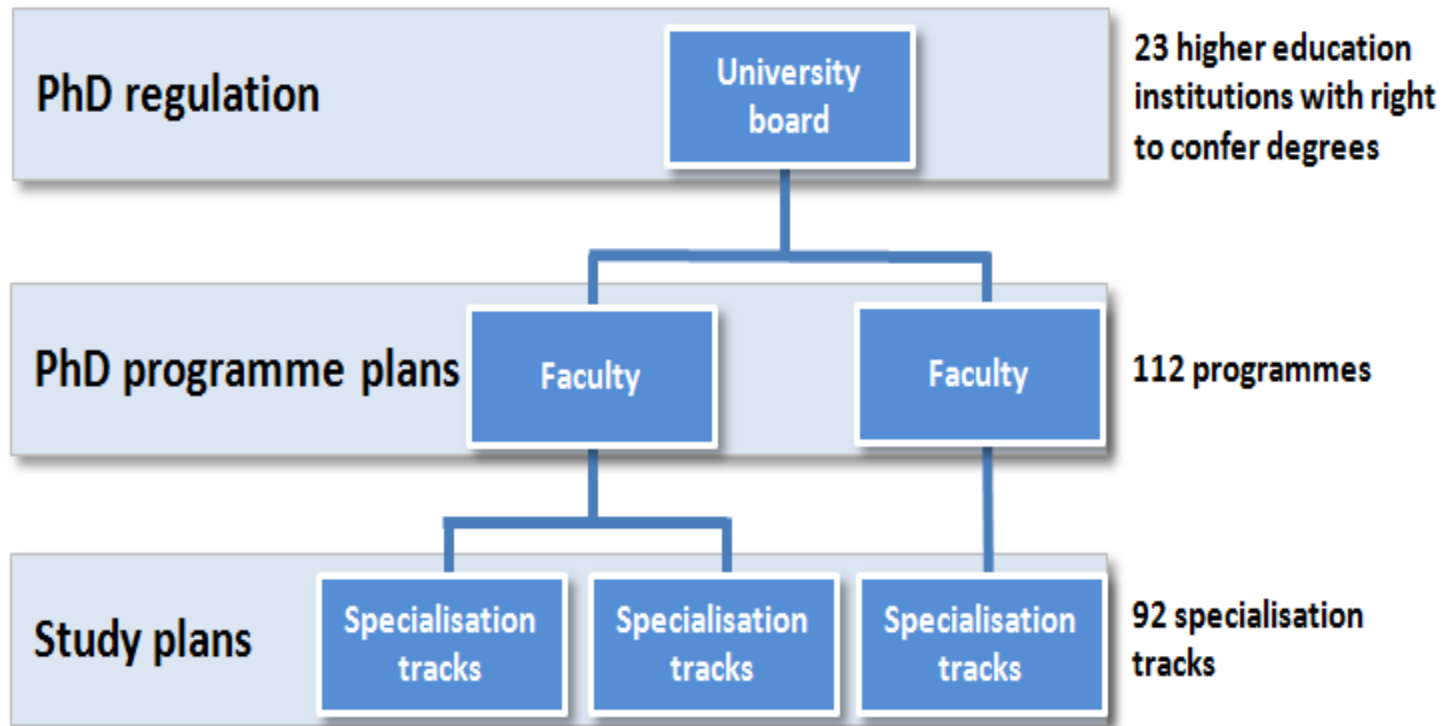 PhD regulation
University
board
23 higher education
institutions with right
to confer degrees
PhD programme plans
Faculty
Faculty
112 programmes
Study plans
Specialisation
tracks
Specialisation
tracks
Specialisation
tracks
92 specialisation
tracks